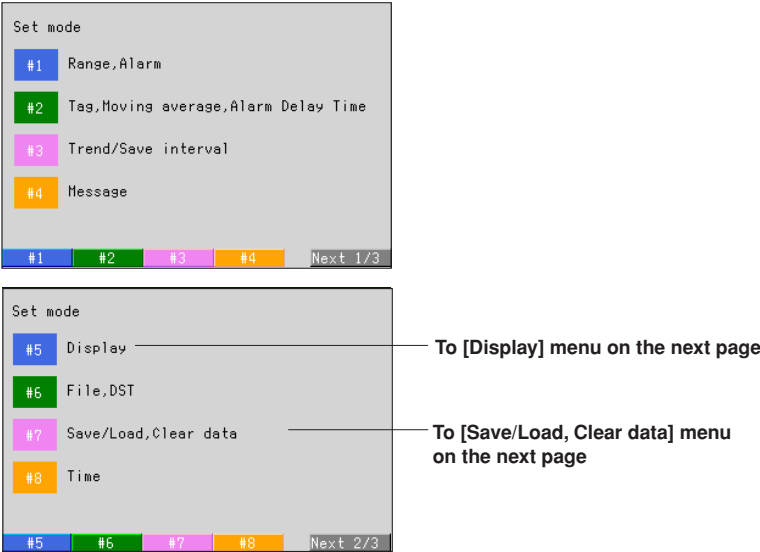 Set mode
#1 Range,Alarm
#2 Tag,Moving average,Alarm Delay Time
#3 Trend/Save interval
#4 Message
#1 #2 #3 #4 Next 1/3
Set mode
#5 Display To [Display] menu on the next page
#6 File,DST
#7 Save/Load,Clear data To [Save/Load, Clear data] menu
on the next page
#8 Time
#5 #6 #7 #8 Next 2/3